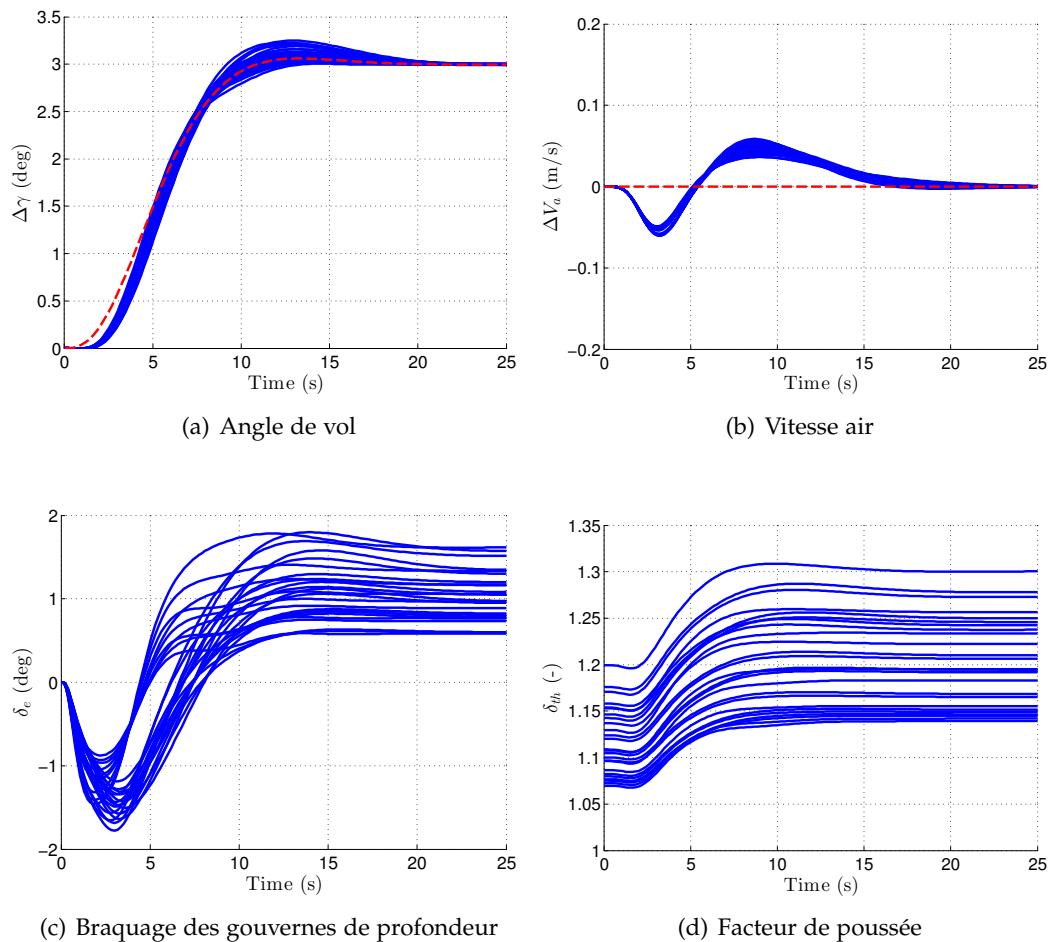 3.5
3
2.5
2
1.5
1
0.5
0
0 5 10 15 20 25
Δγ (deg)
Time (s)
(a) Angle de vol
0.2
0.1
0
−0.1
−0.2
0 5 10 15 20 25
ΔVₐ (m/s)
Time (s)
(b) Vitesse air
2
1
0
−1
−2
0 5 10 15 20 25
δₑ (deg)
Time (s)
(c) Braquage des gouvernes de profondeur
1.35
1.3
1.25
1.2
1.15
1.1
1.05
1
0 5 10 15 20 25
δₜₕ (-)
Time (s)
(d) Facteur de poussée